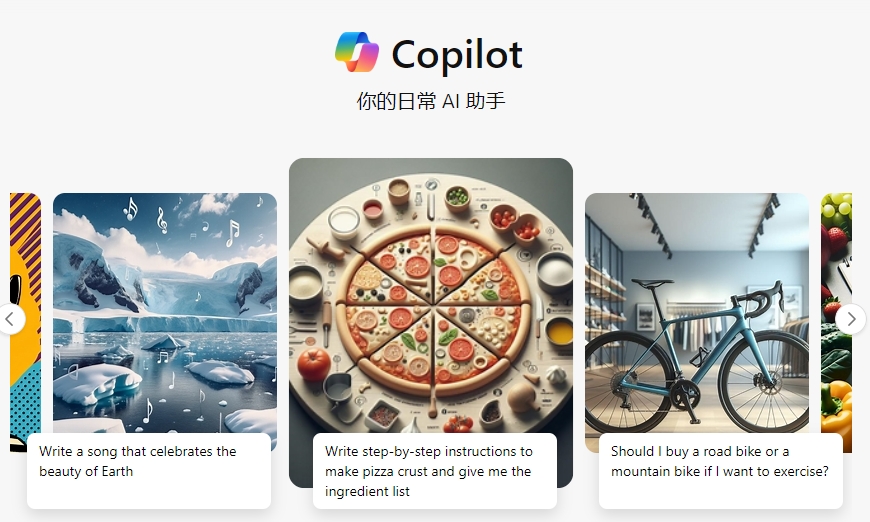 Copilot
你的日常 AI 助手
Write a song that celebrates the
beauty of Earth
Write step-by-step instructions to
make pizza crust and give me the
ingredient list
Should I buy a road bike or a
mountain bike if I want to exercise?